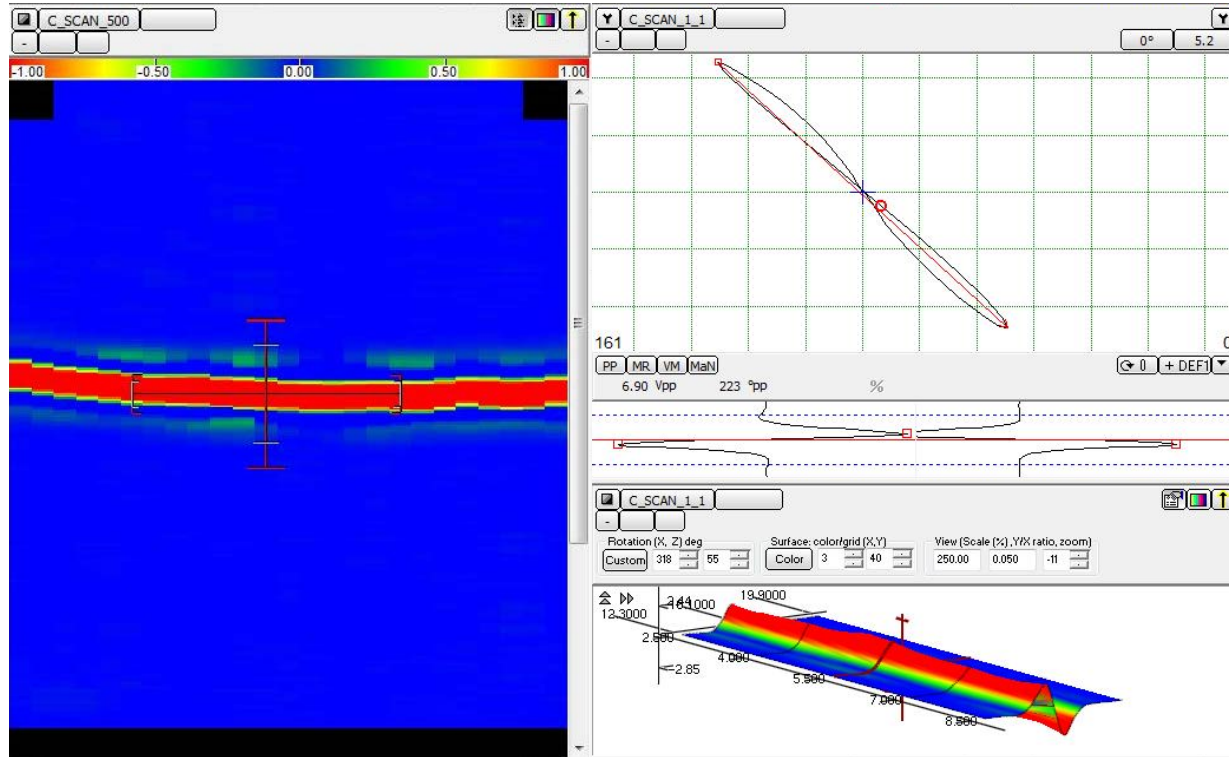 C_SCAN_500
-
-1.00 -0.50 0.00 0.50 1.00
C_SCAN_1_1
-
0° 5.2
161 0
PP MR VM MaN 0 + DEF1
6.90 Vpp 223 °pp %
C_SCAN_1_1
-
Rotation (X, Z) deg Surface: color/grid (X,Y) View (Scale (%),Y/X ratio, zoom)
Custom 318 55 Color 3 40 250.00 0.050 -11
12.3000 19.9000
2.500
4.000
-2.85
5.500
7.000
8.500